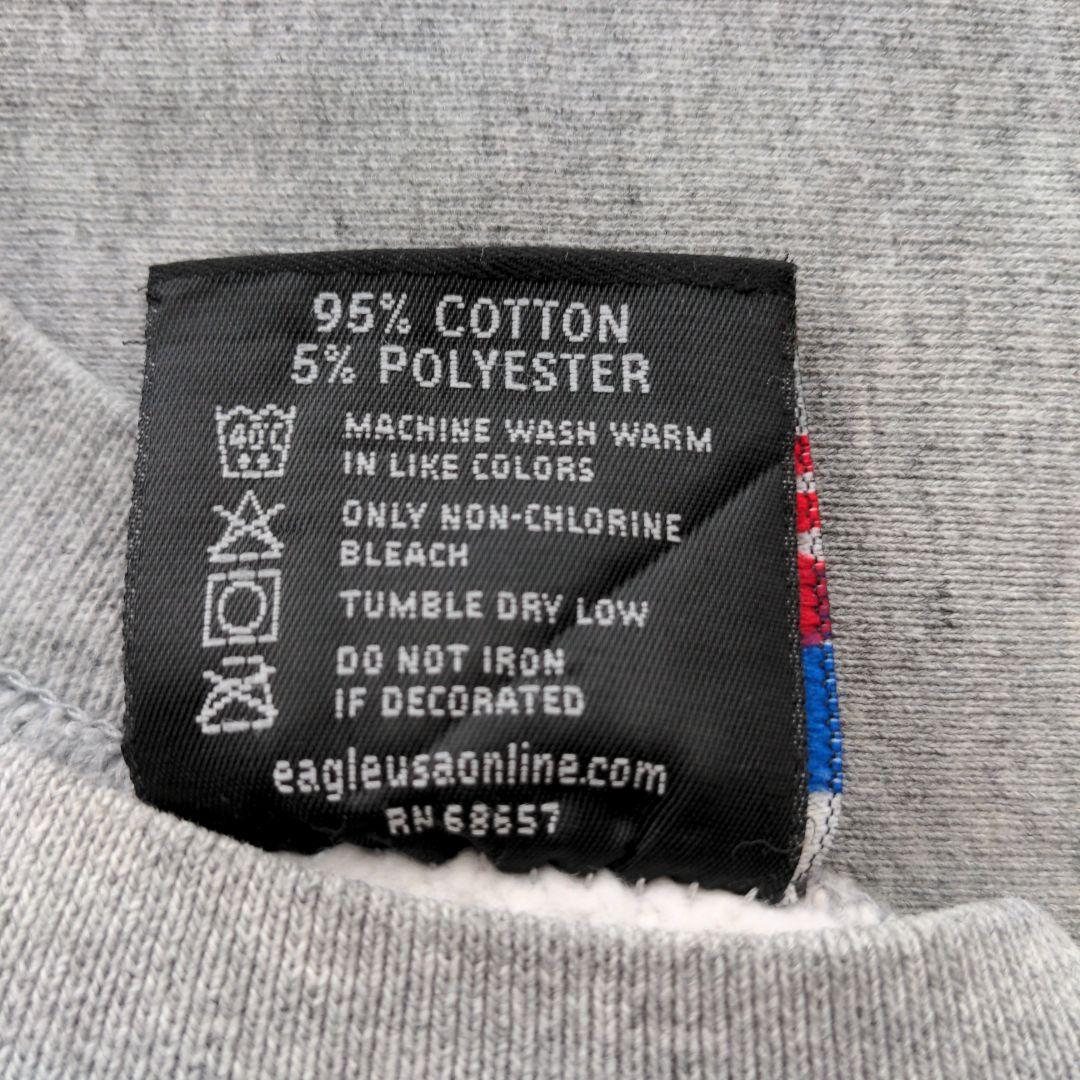 95% COTTON
5% POLYESTER
40C
MACHINE WASH WARM
IN LIKE COLORS
ONLY NON-CHLORINE
BLEACH
TUMBLE DRY LOW
DO NOT IRON
IF DECORATED
eagleusaonline.com
RN 68657